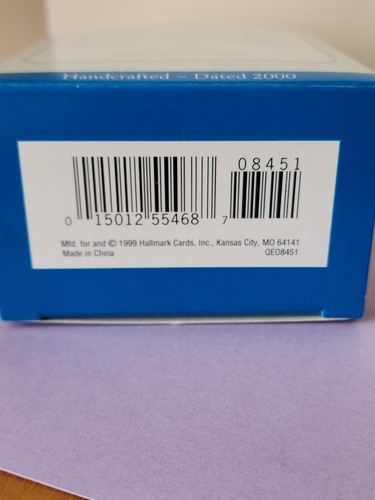 Handcrafted ~ Dated 2000
08451
0 15012 55468 7
Mfd. for and © 1999 Hallmark Cards, Inc., Kansas City, MO 64141
Made in China QEO8451